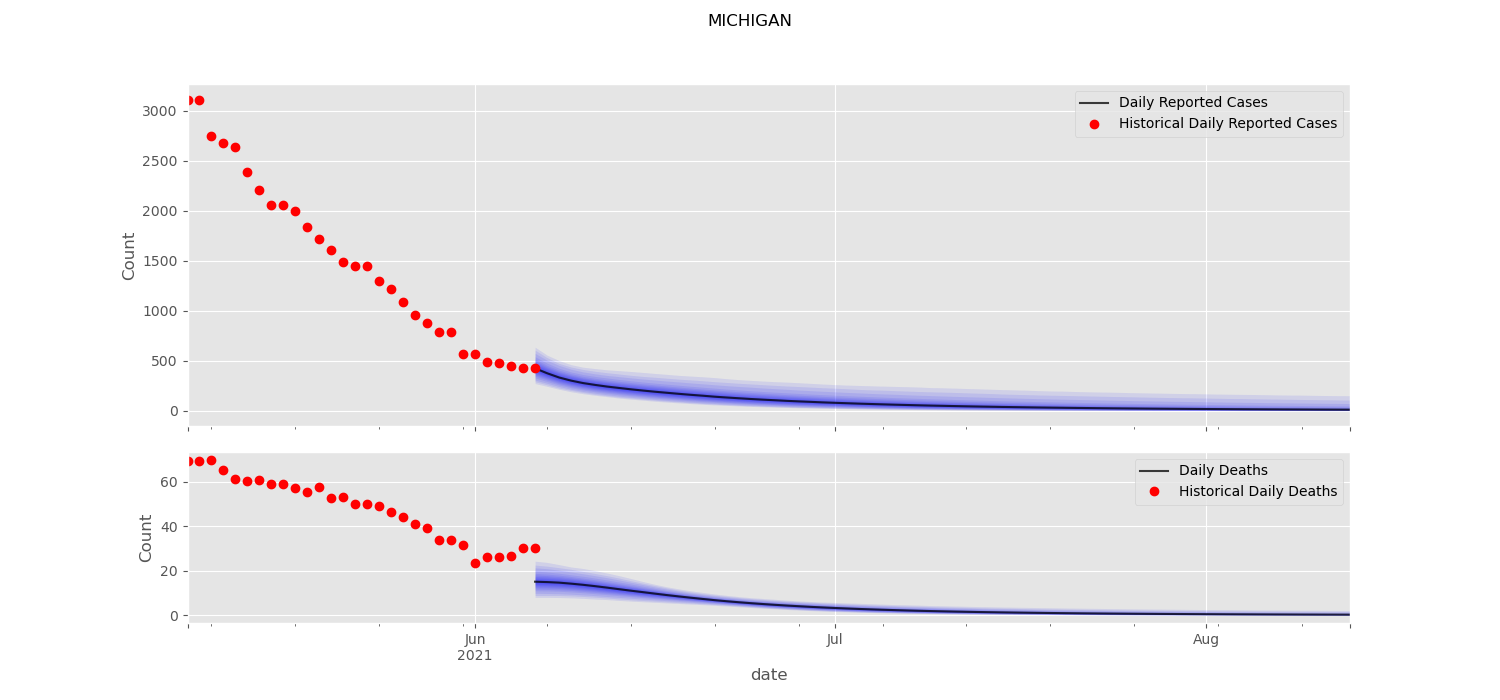 MICHIGAN
3000
2500
2000
1500
1000
500
0
Count
Daily Reported Cases
Historical Daily Reported Cases
60
40
20
0
Count
Daily Deaths
Historical Daily Deaths
Jun
2021
Jul
Aug
date